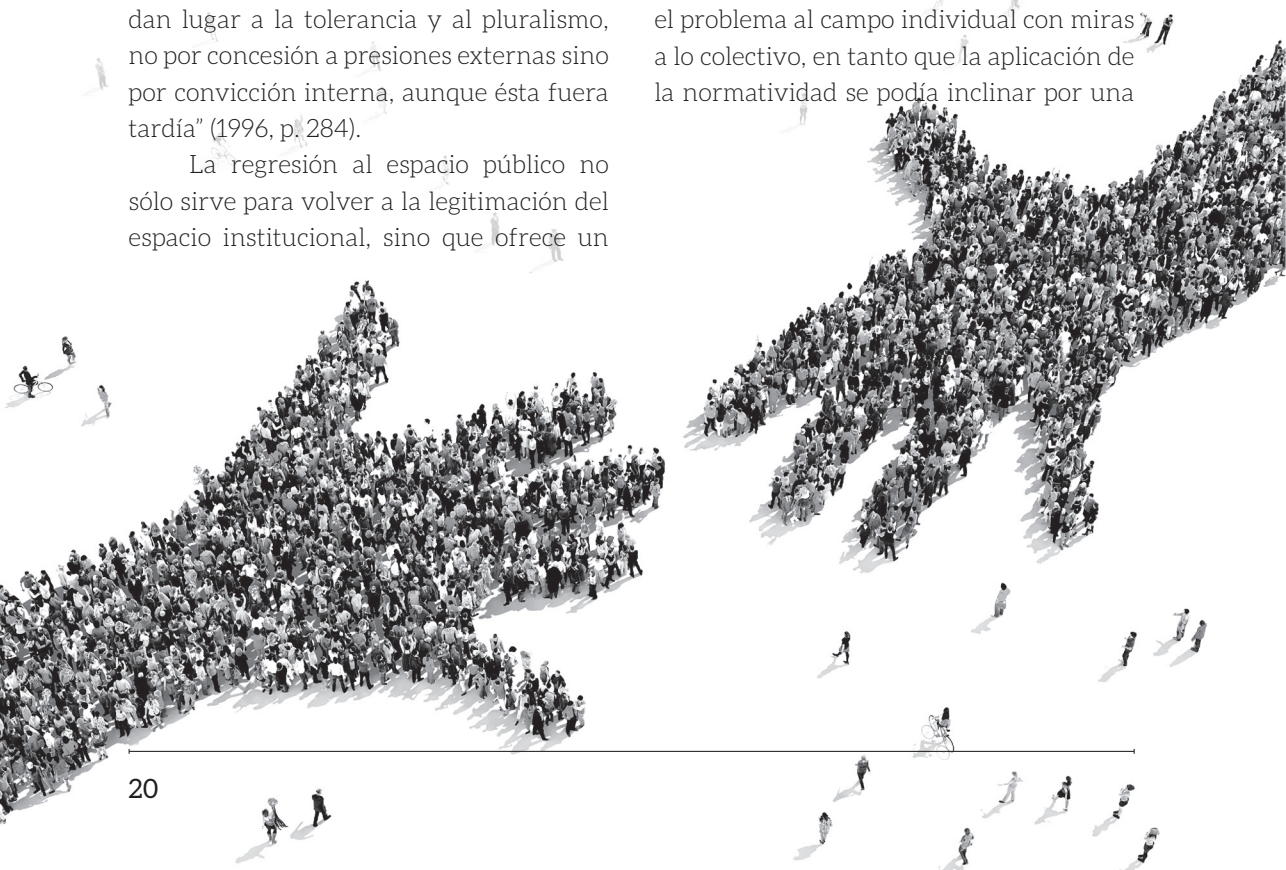 dan lugar a la tolerancia y al pluralismo,
no por concesión a presiones externas sino
por convicción interna, aunque ésta fuera
tardía” (1996, p. 284).
La regresión al espacio público no
sólo sirve para volver a la legitimación del
espacio institucional, sino que ofrece un
el problema al campo individual con miras
a lo colectivo, en tanto que la aplicación de
la normatividad se podía inclinar por una
20